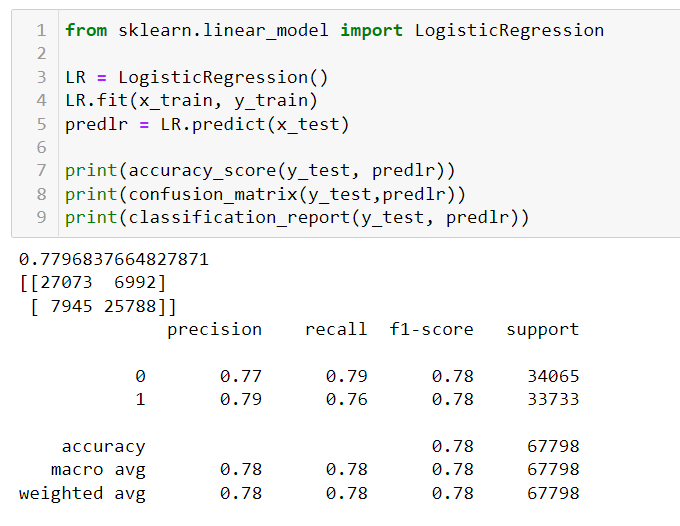 1 from sklearn.linear_model import LogisticRegression
2
3 LR = LogisticRegression()
4 LR.fit(x_train, y_train)
5 predlr = LR.predict(x_test)
6
7 print(accuracy_score(y_test, predlr))
8 print(confusion_matrix(y_test,predlr))
9 print(classification_report(y_test, predlr))
0.7796837664827871
[[27073  6992]
 [ 7945 25788]]
              precision    recall  f1-score   support
           0       0.77      0.79      0.78     34065
           1       0.79      0.76      0.78     33733
    accuracy                           0.78     67798
   macro avg       0.78      0.78      0.78     67798
weighted avg       0.78      0.78      0.78     67798